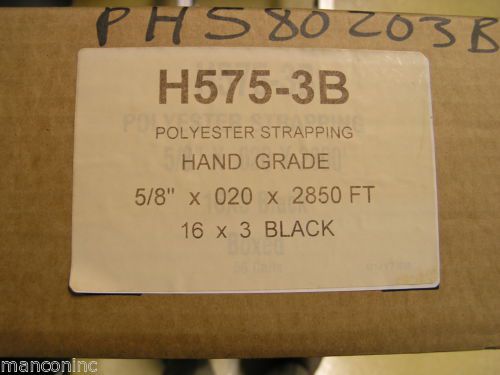 PHS80203B
H575-3B
POLYESTER STRAPPING
HAND GRADE
5/8" x 020 x 2850 FT
16 x 3 BLACK
manconinc